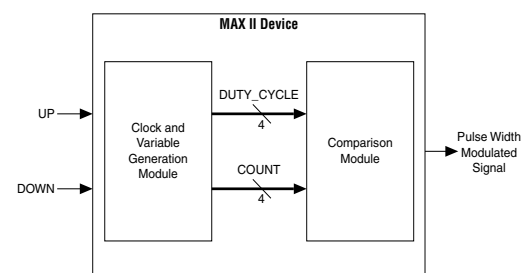 MAX II Device
UP
DOWN
Clock and
Variable
Generation
Module
DUTY_CYCLE
4
COUNT
4
Comparison
Module
Pulse Width
Modulated
Signal